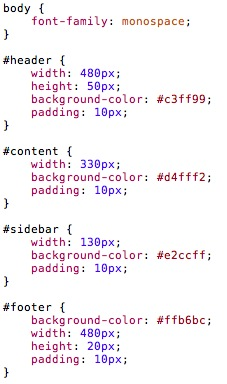 body {
    font-family: monospace;
}
#header {
    width: 480px;
    height: 50px;
    background-color: #c3ff99;
    padding: 10px;
}
#content {
    width: 330px;
    background-color: #d4fff2;
    padding: 10px;
}
#sidebar {
    width: 130px;
    background-color: #e2ccff;
    padding: 10px;
}
#footer {
    background-color: #ffb6bc;
    width: 480px;
    height: 20px;
    padding: 10px;
}